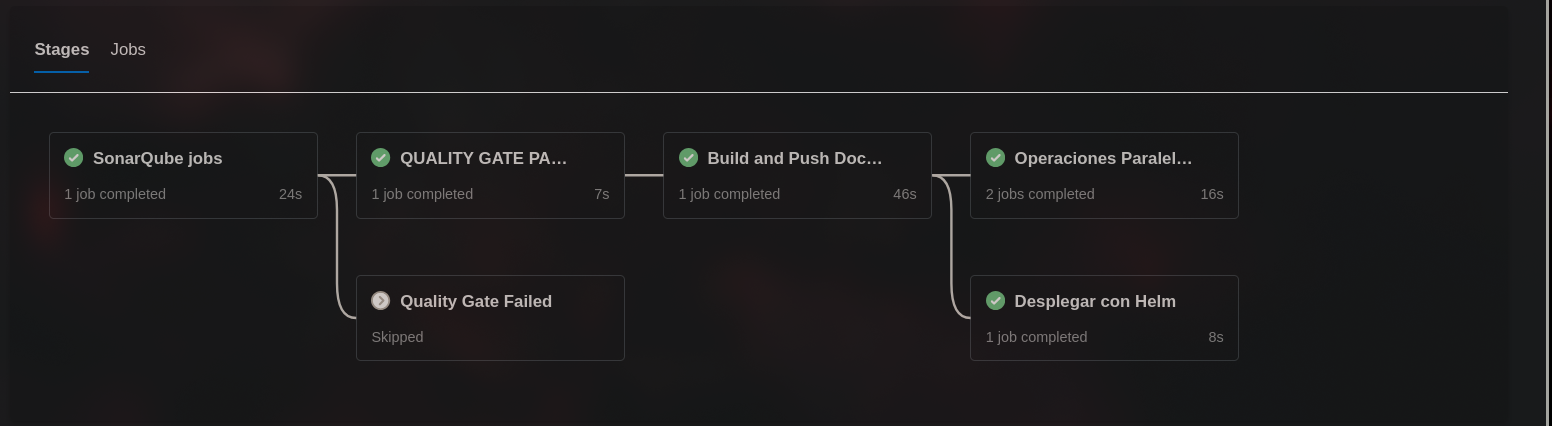 Stages Jobs
SonarQube jobs
1 job completed 24s
QUALITY GATE PA...
1 job completed 7s
Build and Push Doc...
1 job completed 46s
Operaciones Paralel...
2 jobs completed 16s
Quality Gate Failed
Skipped
Desplegar con Helm
1 job completed 8s